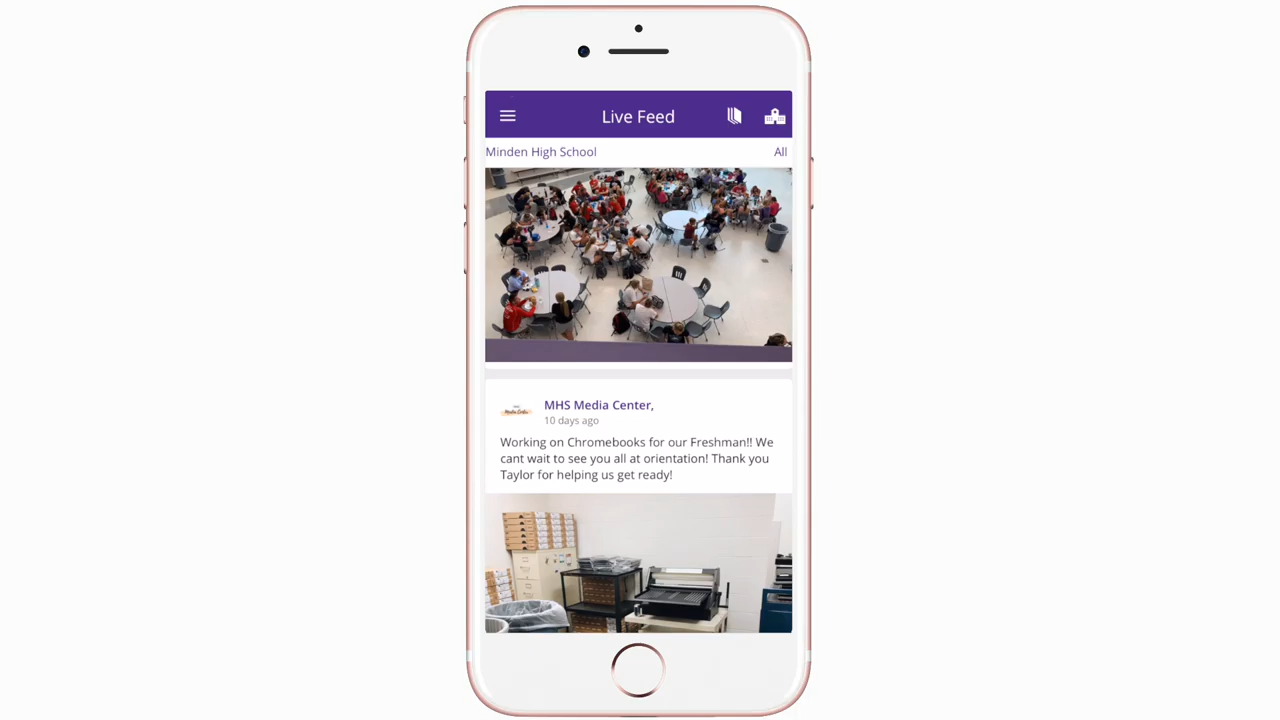 Live Feed
Minden High School All
MHS Media Center,
10 days ago
Working on Chromebooks for our Freshman!! We
cant wait to see you all at orientation! Thank you
Taylor for helping us get ready!